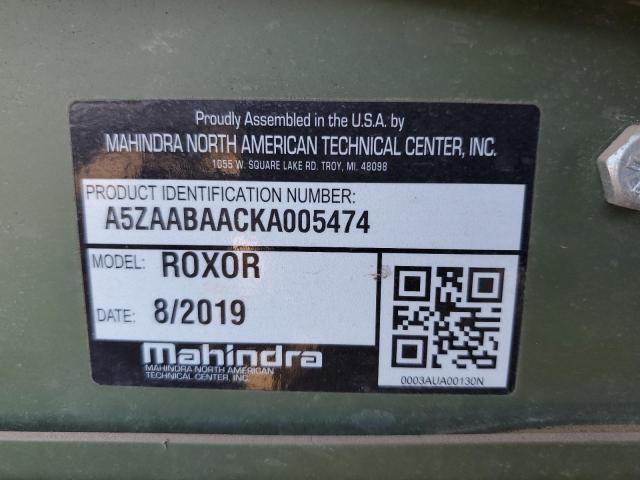 Proudly Assembled in the U.S.A. by
MAHINDRA NORTH AMERICAN TECHNICAL CENTER, INC.
1055 W. SQUARE LAKE RD. TROY, MI. 48098
PRODUCT IDENTIFICATION NUMBER:
A5ZAABAACKA005474
MODEL: ROXOR
DATE: 8/2019
Mahindra
MAHINDRA NORTH AMERICAN
TECHNICAL CENTER, INC.
0003AUA00130N